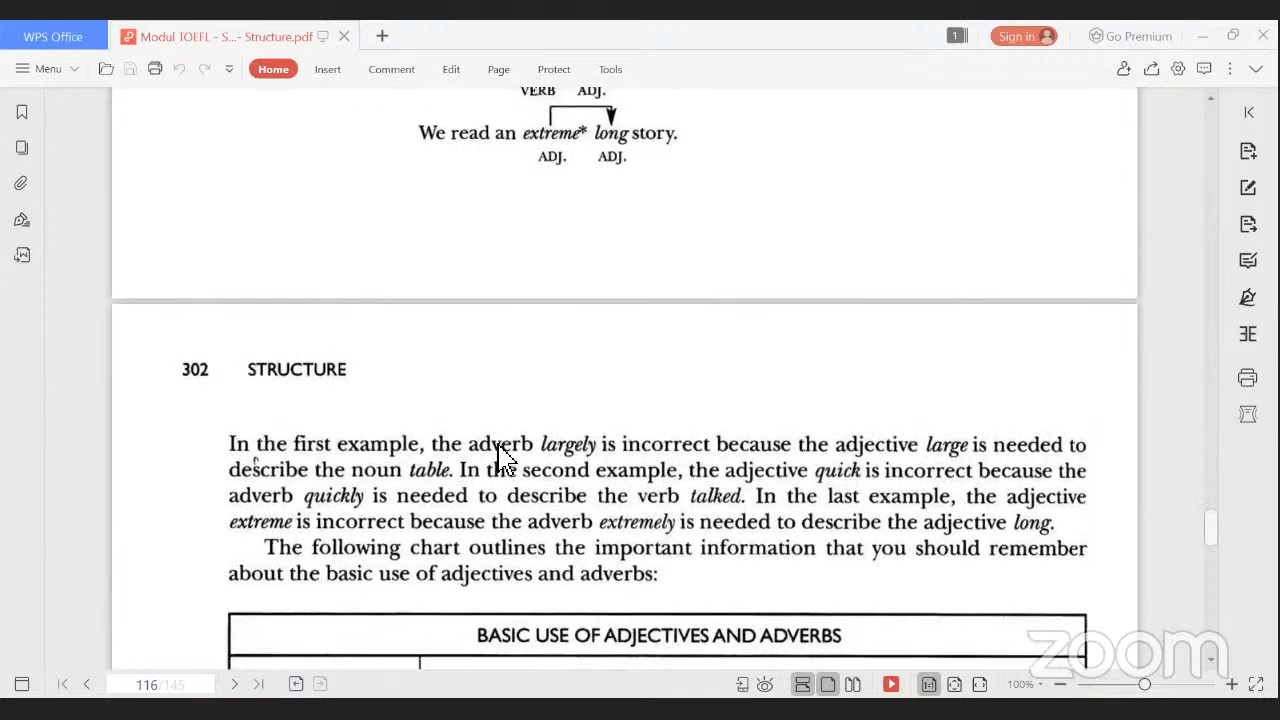 WPS Office
Modul TOEFL - S...- Structure.pdf
1
Sign in
Go Premium
Menu
Home
Insert
Comment
Edit
Page
Protect
Tools
VERB ADJ.
We read an extreme* long story.
ADJ. ADJ.
302 STRUCTURE
In the first example, the adverb largely is incorrect because the adjective large is needed to
describe the noun table. In the second example, the adjective quick is incorrect because the
adverb quickly is needed to describe the verb talked. In the last example, the adjective
extreme is incorrect because the adverb extremely is needed to describe the adjective long.
The following chart outlines the important information that you should remember
about the basic use of adjectives and adverbs:
BASIC USE OF ADJECTIVES AND ADVERBS
zoom
116/145
100%